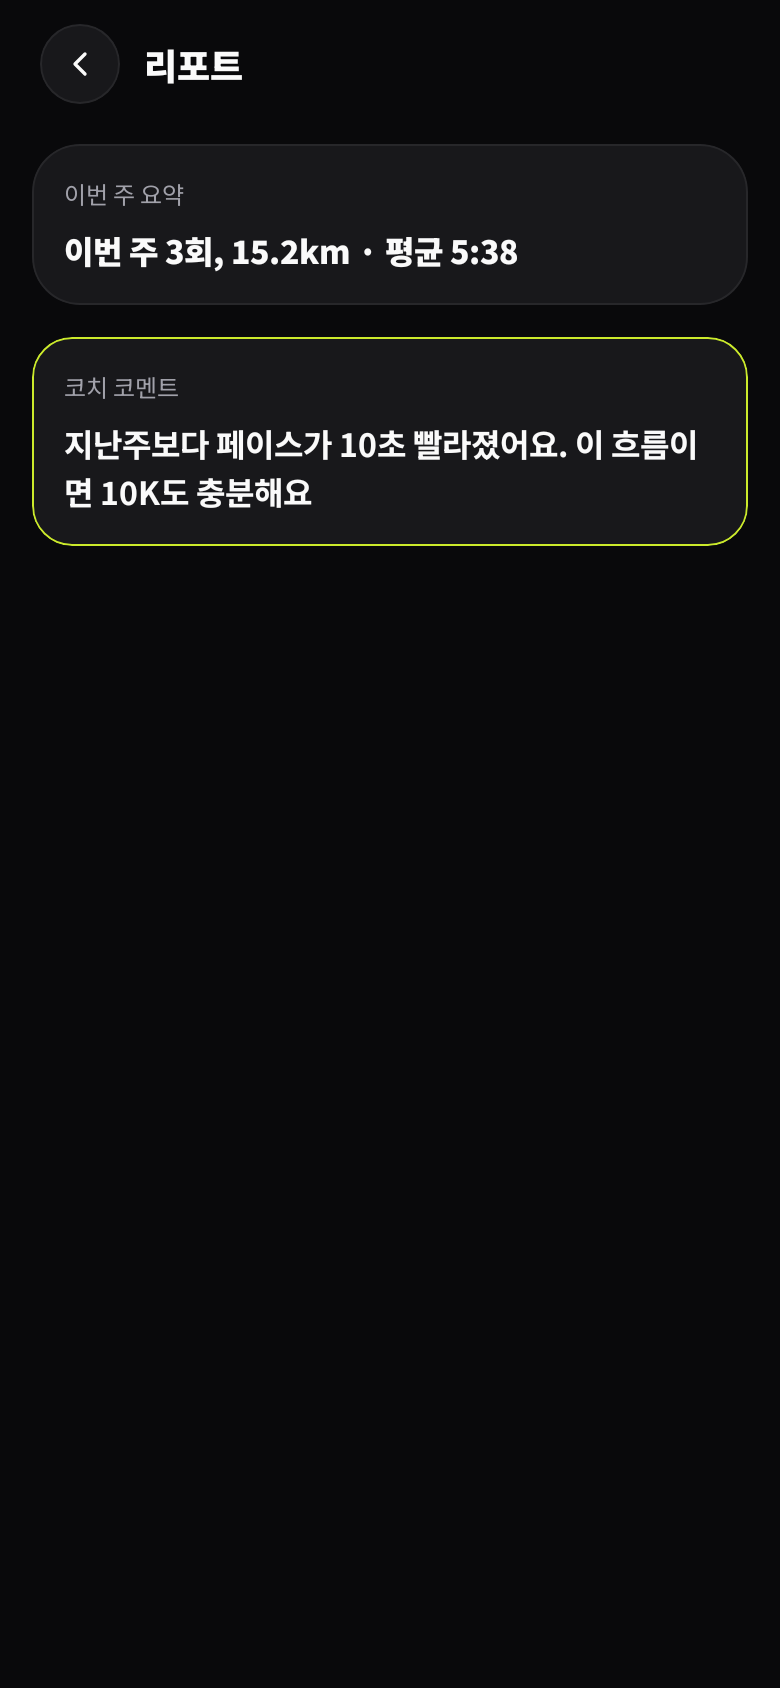 리포트
이번 주 요약
이번 주 3회, 15.2km · 평균 5:38
코치 코멘트
지난주보다 페이스가 10초 빨라졌어요. 이 흐름이
면 10K도 충분해요